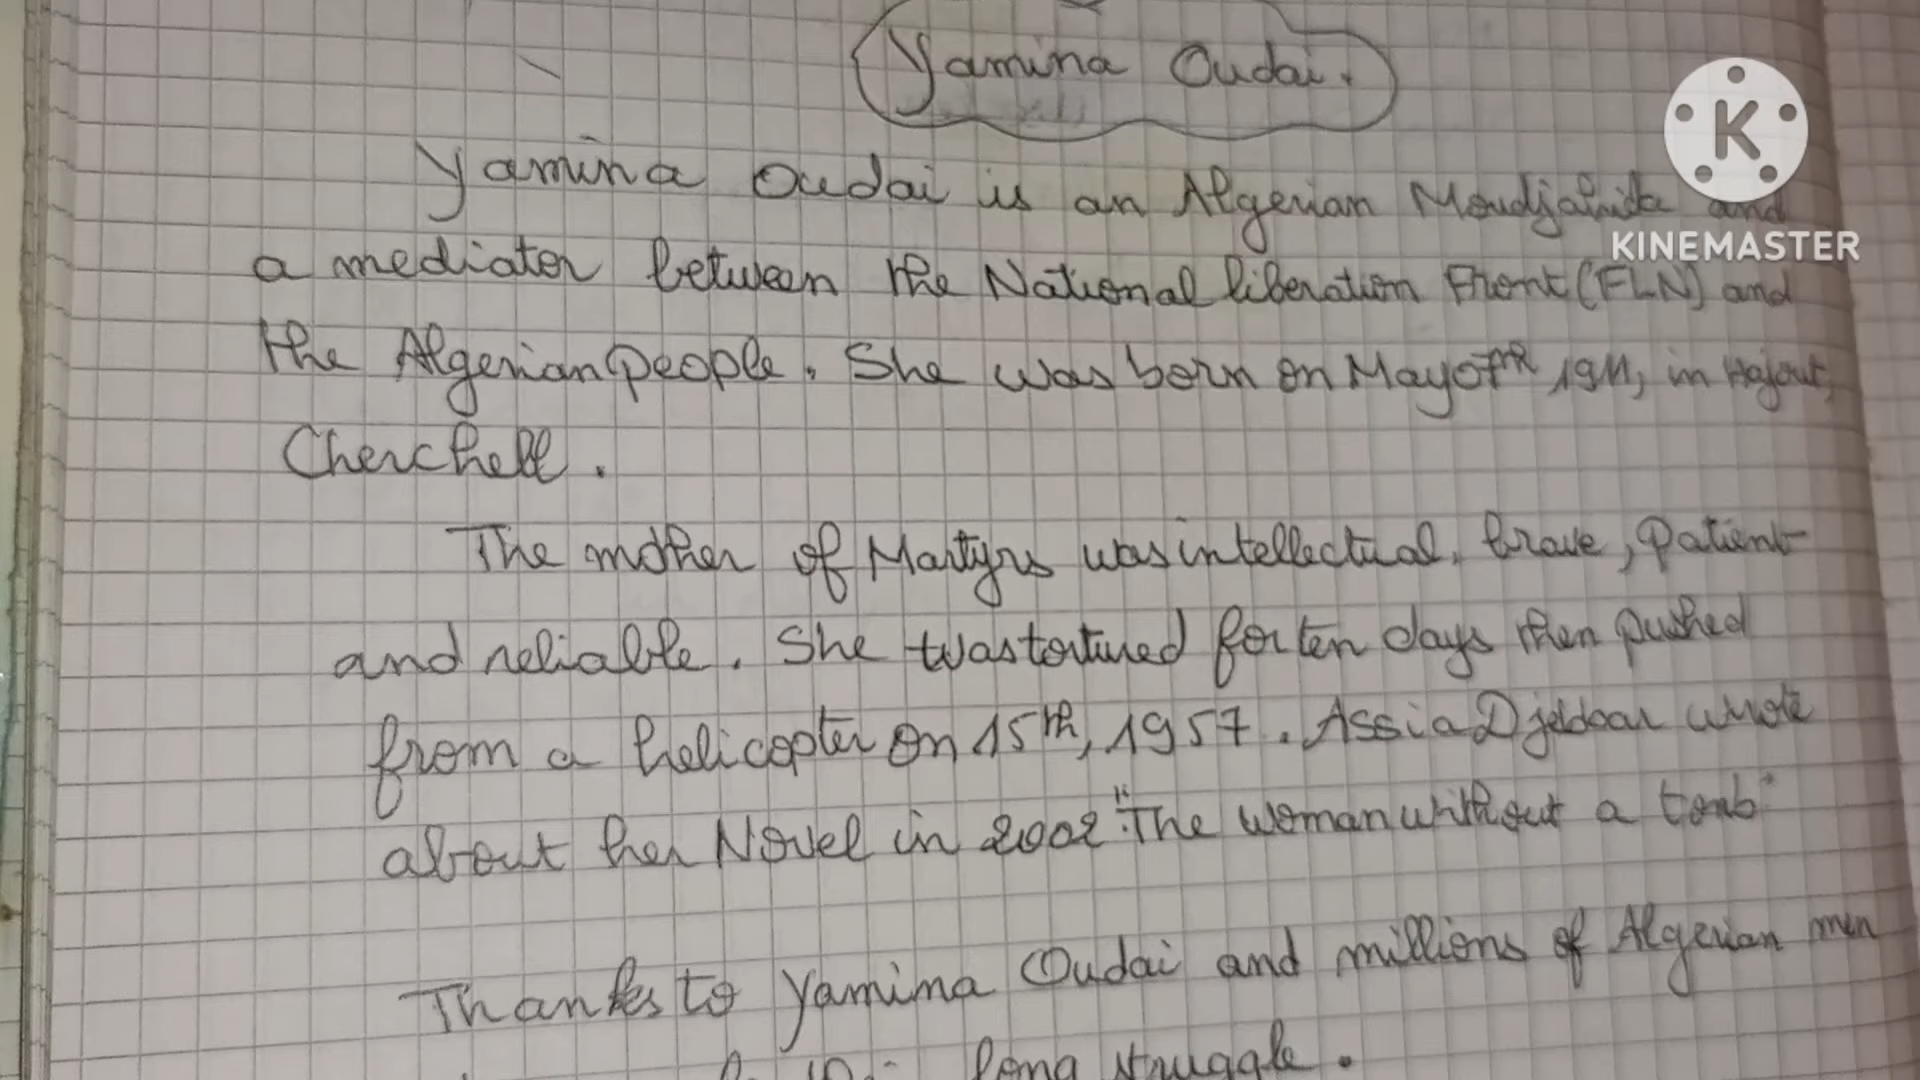 Yamina Oudai.
Yamina Oudai is an Algerian Moudjahida and
a mediator between the National liberation Front (FLN) and
the Algerian people. She was born on May 07th 1911, in Hajout,
Cherchell.
The mother of Martyrs was intellectual, brave, patient
and reliable. She was tortured for ten days then pushed
from a helicopter on 15th, 1957. Assia Djebbar wrote
about her Novel in 2002 "The woman without a tomb"
Thanks to Yamina Oudai and millions of Algerian men
long struggle.
K
KINEMASTER